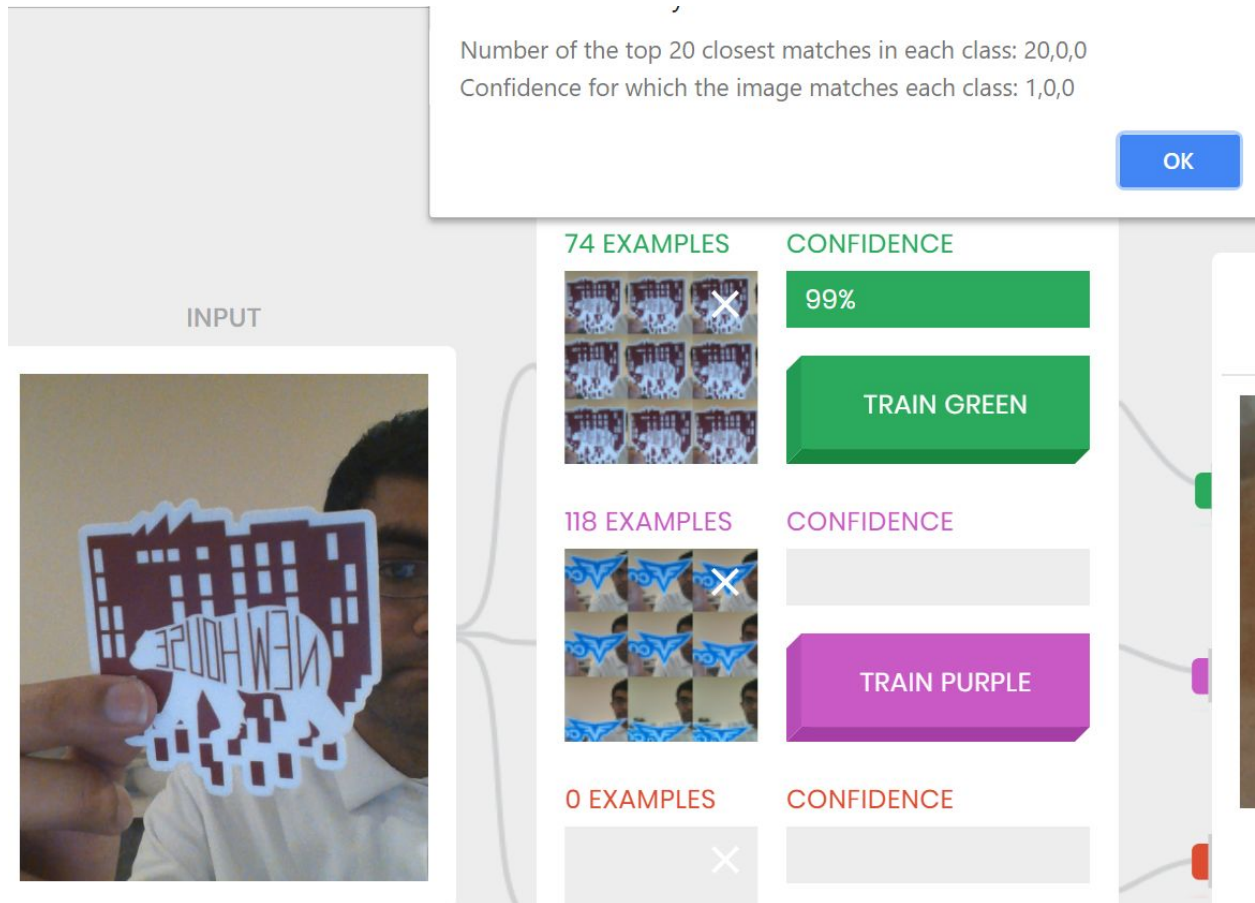 Number of the top 20 closest matches in each class: 20,0,0
Confidence for which the image matches each class: 1,0,0
OK
74 EXAMPLES
CONFIDENCE
99%
INPUT
TRAIN GREEN
NEW HOUSE
118 EXAMPLES
CONFIDENCE
TRAIN PURPLE
0 EXAMPLES
CONFIDENCE